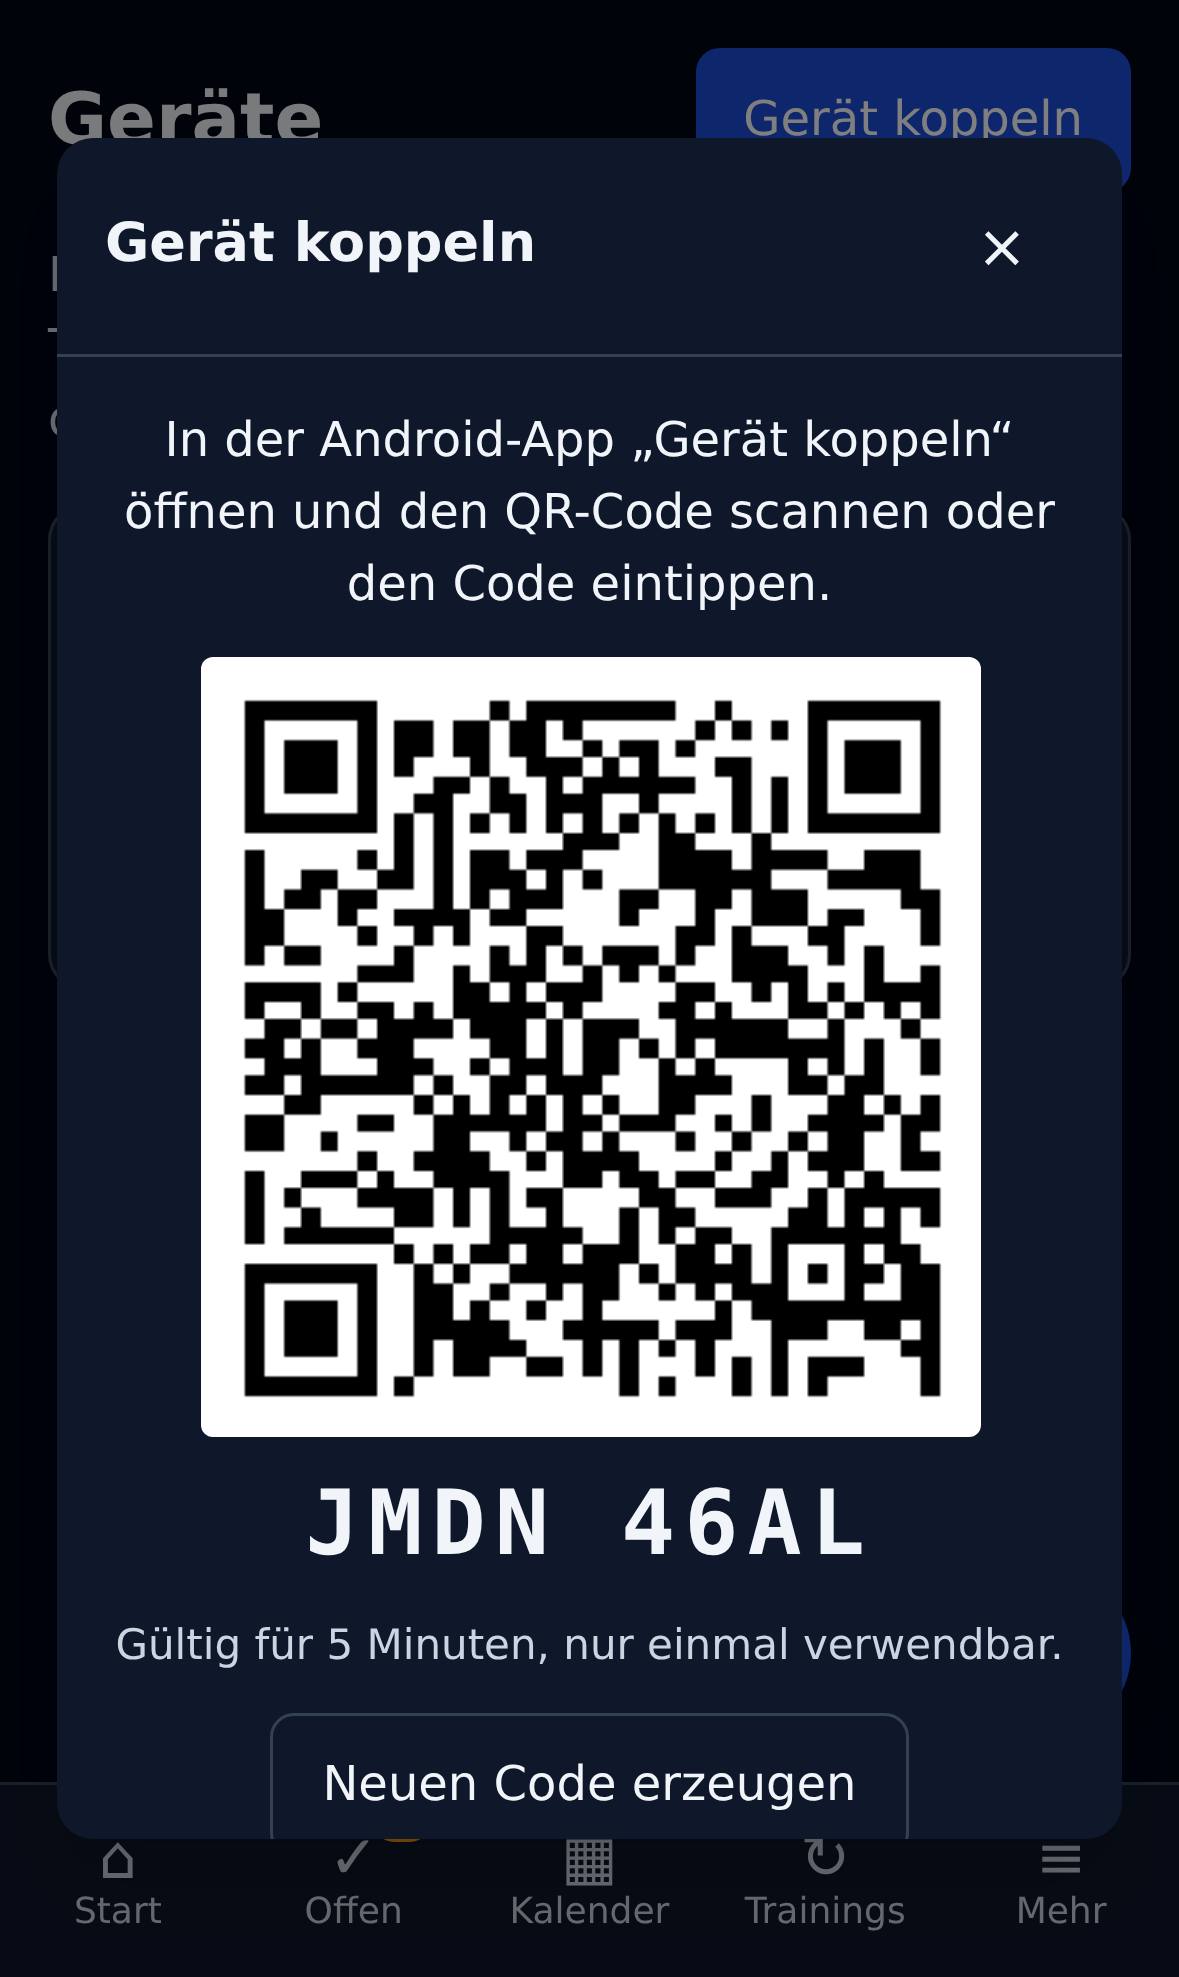 Geräte
Gerät koppeln
Gerät koppeln
×
In der Android-App „Gerät koppeln“
öffnen und den QR-Code scannen oder
den Code eintippen.
JMDN 46AL
Gültig für 5 Minuten, nur einmal verwendbar.
Neuen Code erzeugen
Start
Offen
Kalender
Trainings
Mehr